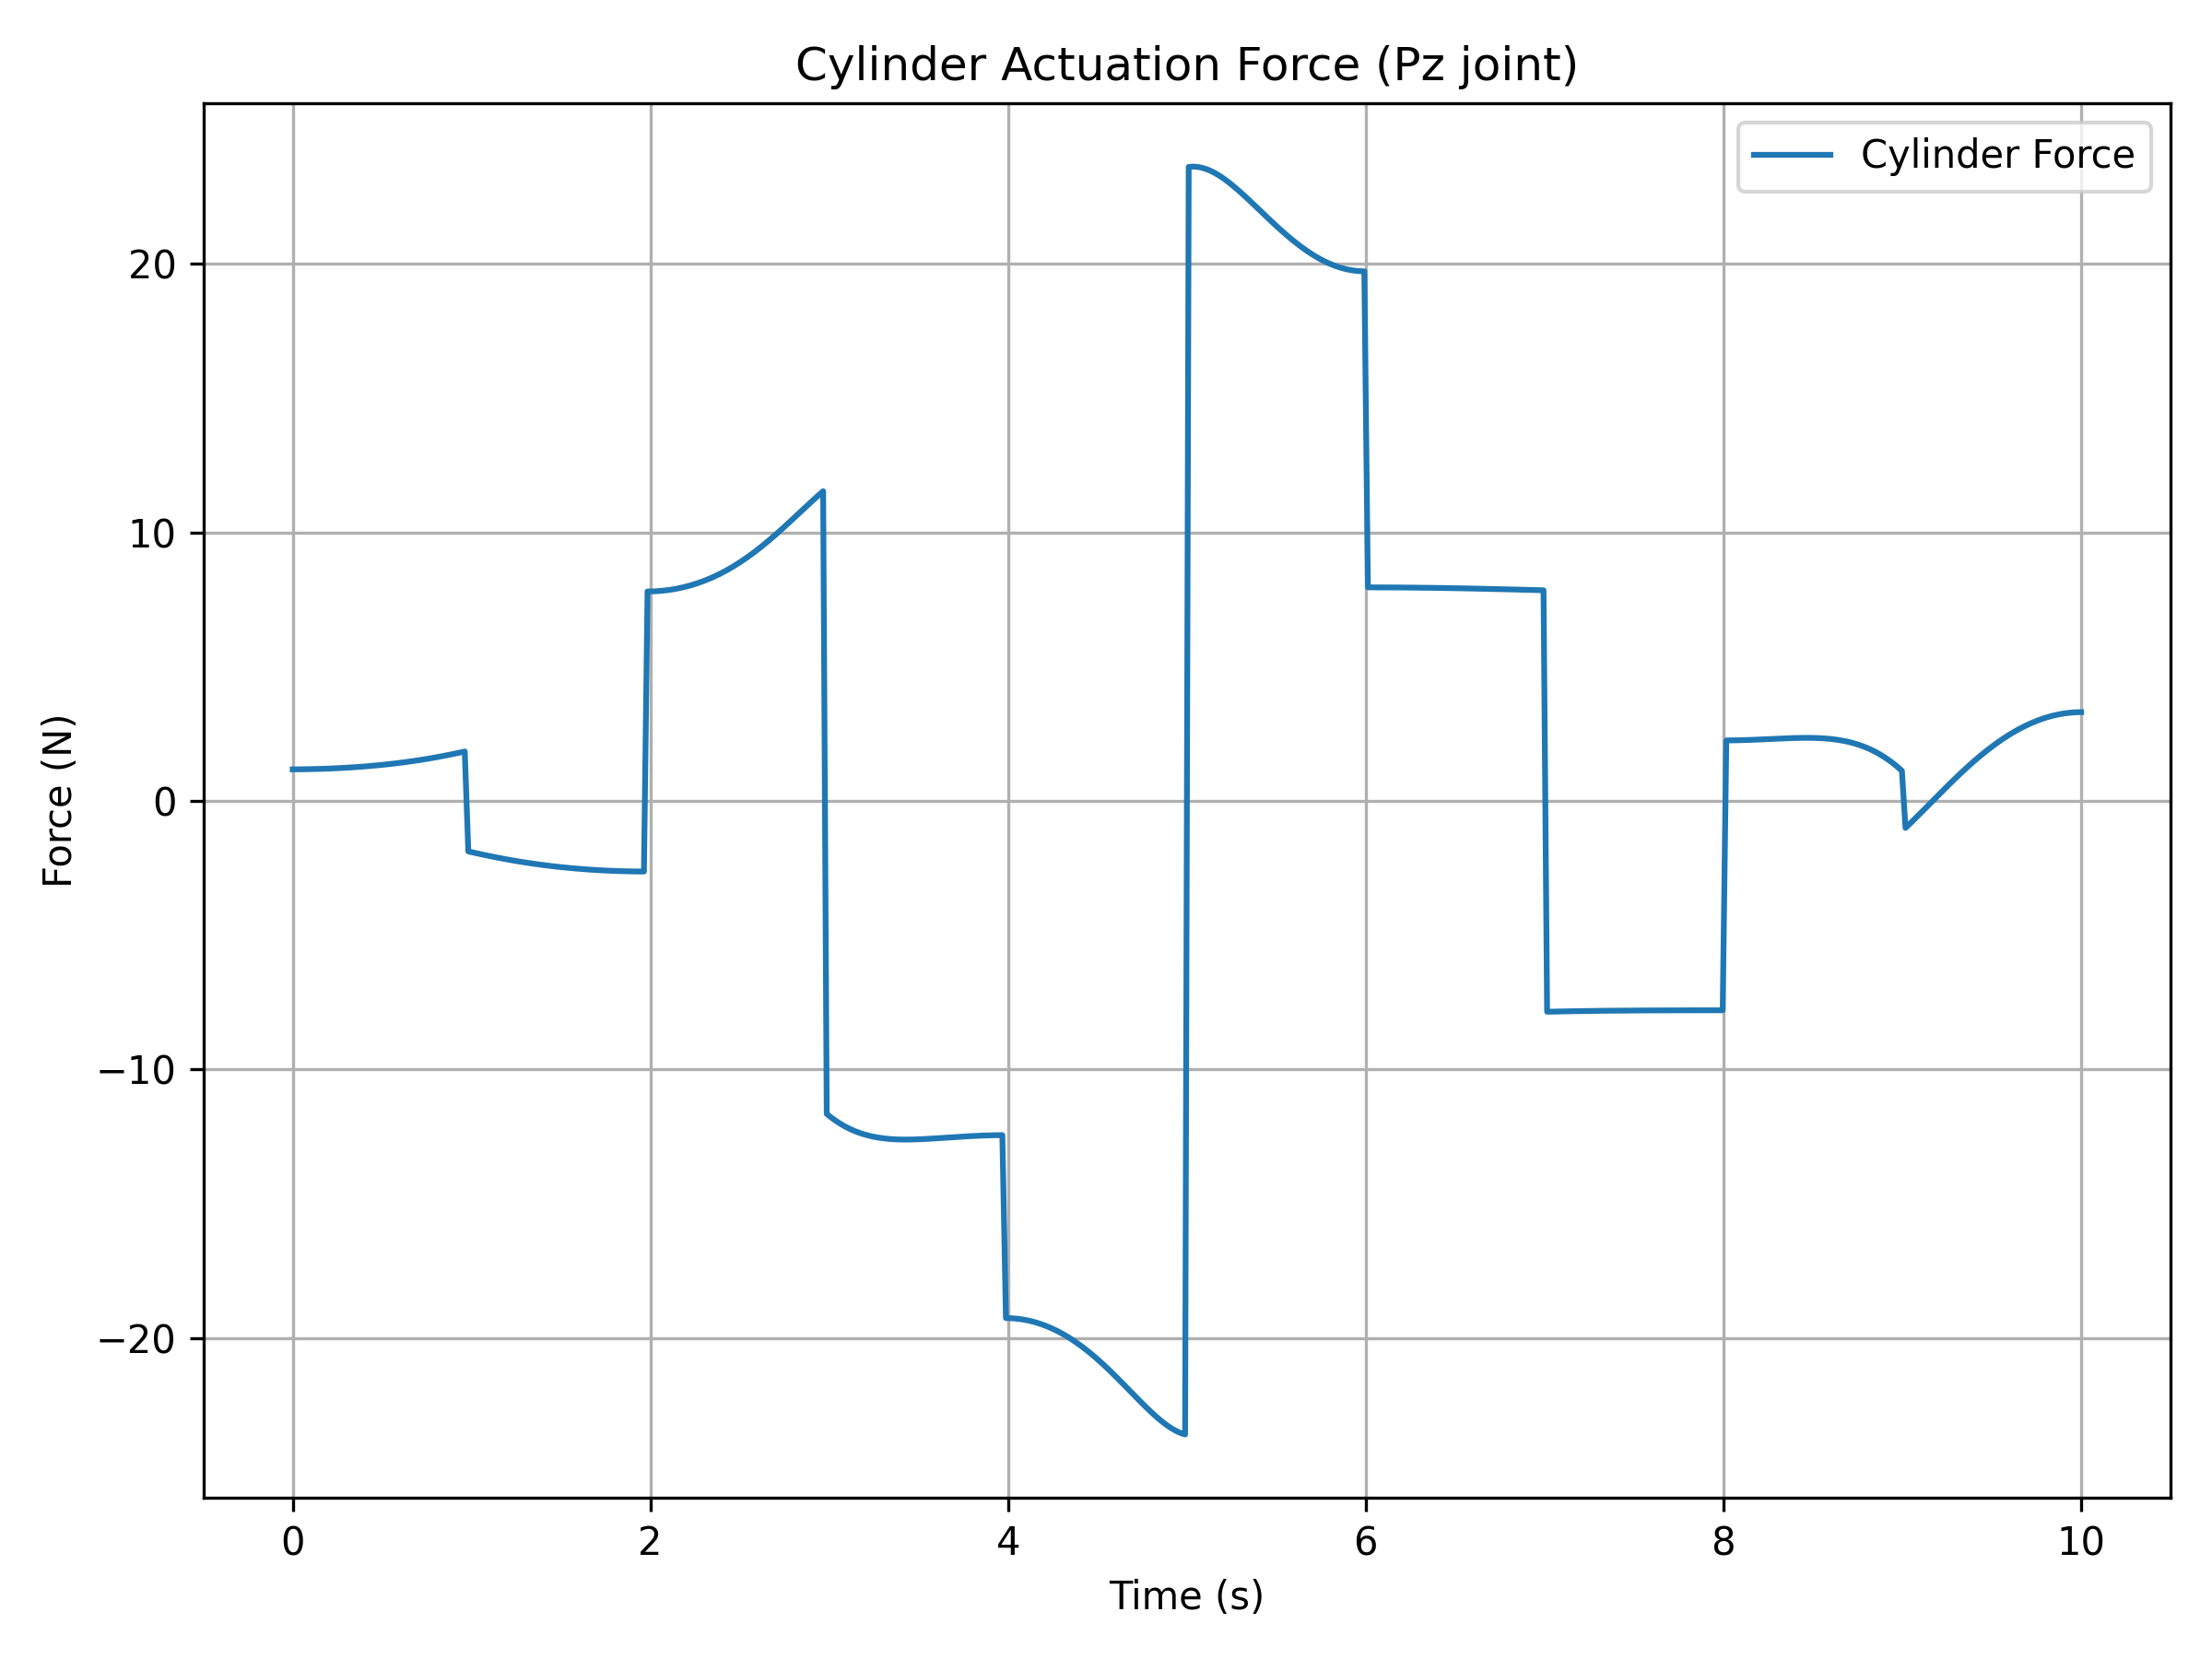 Cylinder Actuation Force (Pz joint)
Cylinder Force
Force (N)
20
10
0
−10
−20
0 2 4 6 8 10
Time (s)